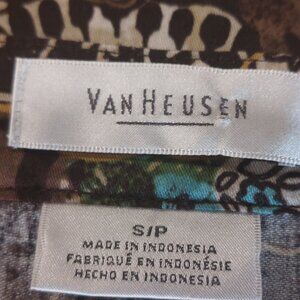 VAN HEUSEN
S/P
MADE IN INDONESIA
FABRIQUÉ EN INDONÉSIE
HECHO EN INDONESIA